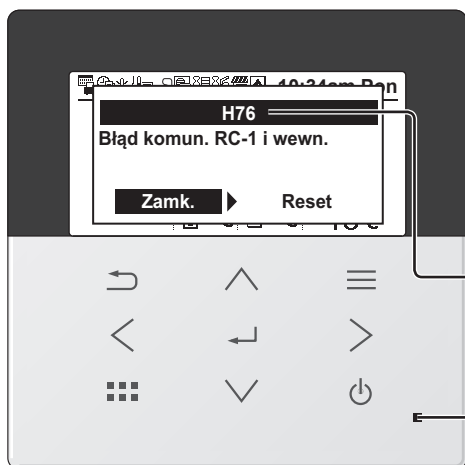 10:34am Pon
H76
Błąd komun. RC-1 i wewn.
Zamk. Reset